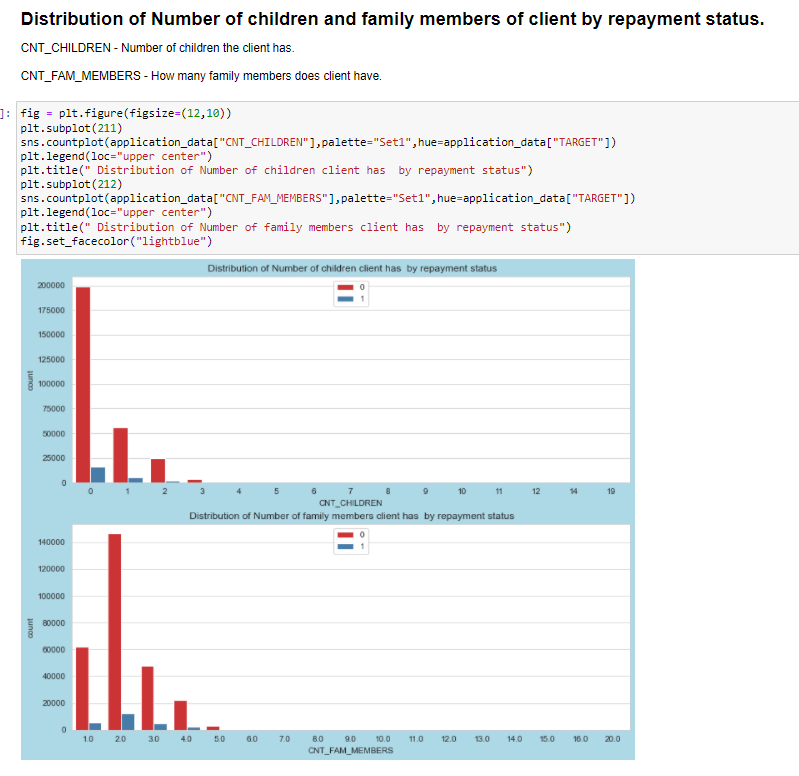 Distribution of Number of children and family members of client by repayment status.
CNT_CHILDREN - Number of children the client has.
CNT_FAM_MEMBERS - How many family members does client have.
]: fig = plt.figure(figsize=(12,10))
plt.subplot(211)
sns.countplot(application_data["CNT_CHILDREN"],palette="Set1",hue=application_data["TARGET"])
plt.legend(loc="upper center")
plt.title(" Distribution of Number of children client has  by repayment status")
plt.subplot(212)
sns.countplot(application_data["CNT_FAM_MEMBERS"],palette="Set1",hue=application_data["TARGET"])
plt.legend(loc="upper center")
plt.title(" Distribution of Number of family members client has  by repayment status")
fig.set_facecolor("lightblue")
Distribution of Number of children client has  by repayment status
0
1
200000
175000
150000
125000
100000
75000
50000
25000
0
count
0 1 2 3 4 5 6 7 8 9 10 11 12 14 19
CNT_CHILDREN
Distribution of Number of family members client has  by repayment status
0
1
140000
120000
100000
80000
60000
40000
20000
0
count
1.0 2.0 3.0 4.0 5.0 6.0 7.0 8.0 9.0 10.0 11.0 12.0 13.0 14.0 15.0 16.0 20.0
CNT_FAM_MEMBERS